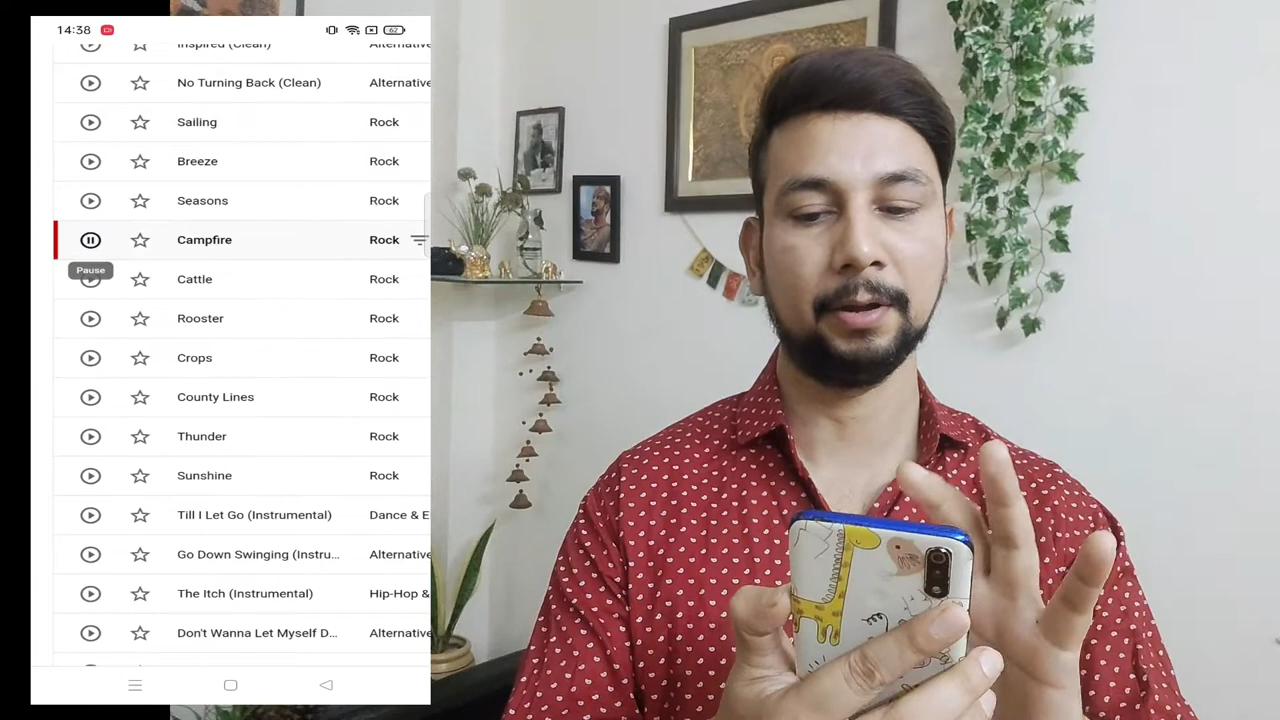 14:38
62
Inspired (Clean)
No Turning Back (Clean) Alternative
Sailing Rock
Breeze Rock
Seasons Rock
Campfire Rock
Pause
Cattle Rock
Rooster Rock
Crops Rock
County Lines Rock
Thunder Rock
Sunshine Rock
Till I Let Go (Instrumental) Dance & E
Go Down Swinging (Instru... Alternative
The Itch (Instrumental) Hip-Hop &
Don't Wanna Let Myself D... Alternative